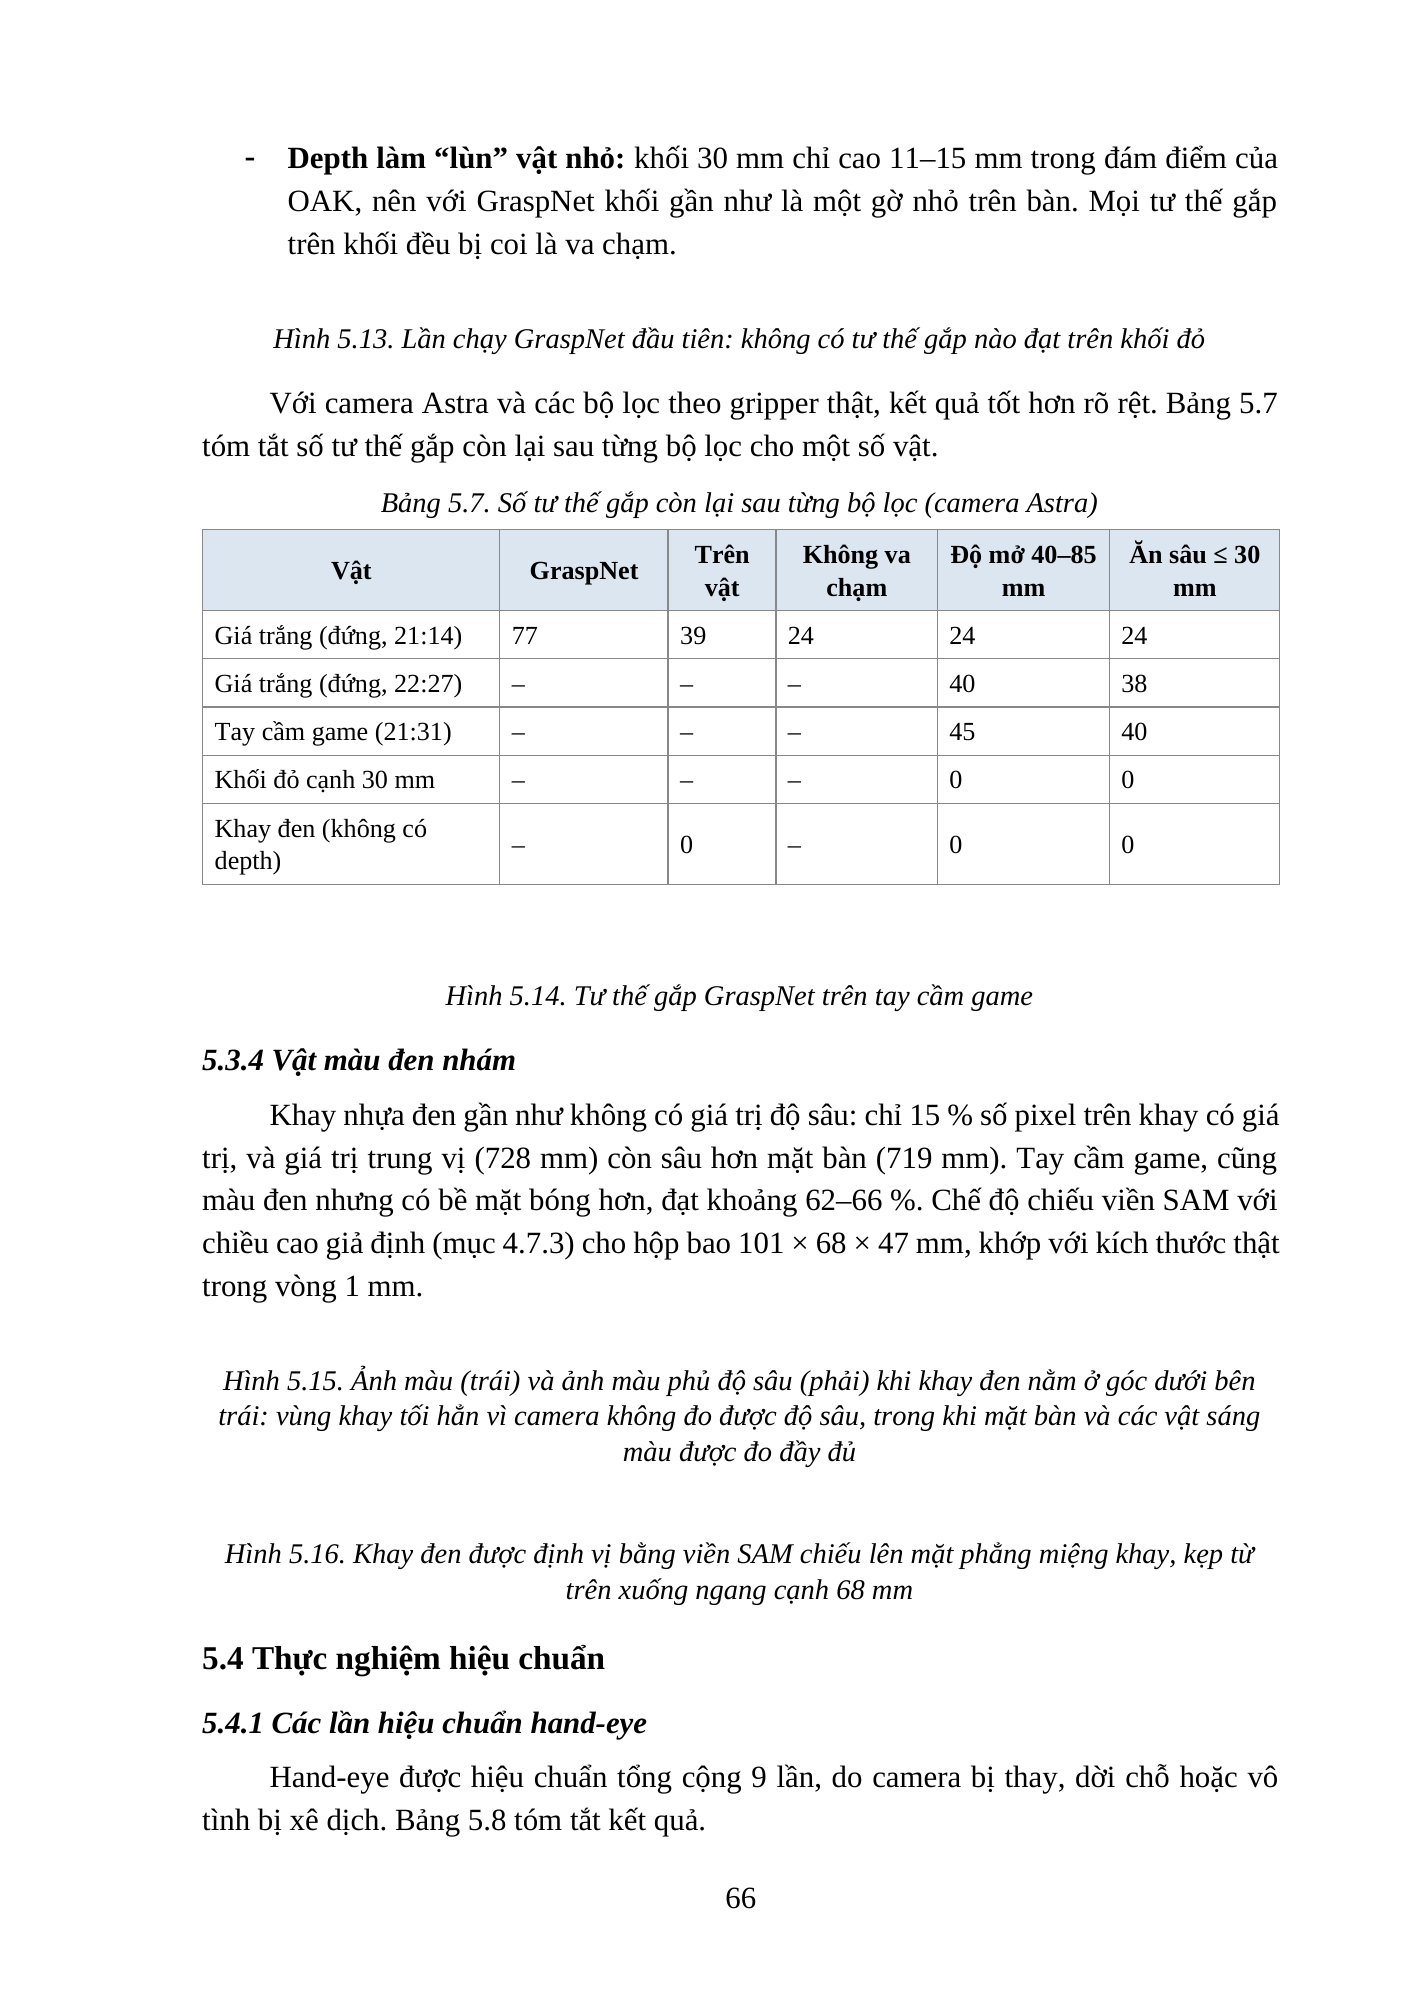 - Depth làm “lùn” vật nhỏ: khối 30 mm chỉ cao 11–15 mm trong đám điểm của
OAK, nên với GraspNet khối gần như là một gờ nhỏ trên bàn. Mọi tư thế gắp
trên khối đều bị coi là va chạm.
Hình 5.13. Lần chạy GraspNet đầu tiên: không có tư thế gắp nào đạt trên khối đỏ
Với camera Astra và các bộ lọc theo gripper thật, kết quả tốt hơn rõ rệt. Bảng 5.7
tóm tắt số tư thế gắp còn lại sau từng bộ lọc cho một số vật.
Bảng 5.7. Số tư thế gắp còn lại sau từng bộ lọc (camera Astra)
Vật GraspNet Trên vật Không va chạm Độ mở 40–85 mm Ăn sâu ≤ 30 mm
Giá trắng (đứng, 21:14) 77 39 24 24 24
Giá trắng (đứng, 22:27) – – – 40 38
Tay cầm game (21:31) – – – 45 40
Khối đỏ cạnh 30 mm – – – 0 0
Khay đen (không có depth) – 0 – 0 0
Hình 5.14. Tư thế gắp GraspNet trên tay cầm game
5.3.4 Vật màu đen nhám
Khay nhựa đen gần như không có giá trị độ sâu: chỉ 15 % số pixel trên khay có giá
trị, và giá trị trung vị (728 mm) còn sâu hơn mặt bàn (719 mm). Tay cầm game, cũng
màu đen nhưng có bề mặt bóng hơn, đạt khoảng 62–66 %. Chế độ chiếu viền SAM với
chiều cao giả định (mục 4.7.3) cho hộp bao 101 × 68 × 47 mm, khớp với kích thước thật
trong vòng 1 mm.
Hình 5.15. Ảnh màu (trái) và ảnh màu phủ độ sâu (phải) khi khay đen nằm ở góc dưới bên
trái: vùng khay tối hẳn vì camera không đo được độ sâu, trong khi mặt bàn và các vật sáng
màu được đo đầy đủ
Hình 5.16. Khay đen được định vị bằng viền SAM chiếu lên mặt phẳng miệng khay, kẹp từ
trên xuống ngang cạnh 68 mm
5.4 Thực nghiệm hiệu chuẩn
5.4.1 Các lần hiệu chuẩn hand-eye
Hand-eye được hiệu chuẩn tổng cộng 9 lần, do camera bị thay, dời chỗ hoặc vô
tình bị xê dịch. Bảng 5.8 tóm tắt kết quả.
66